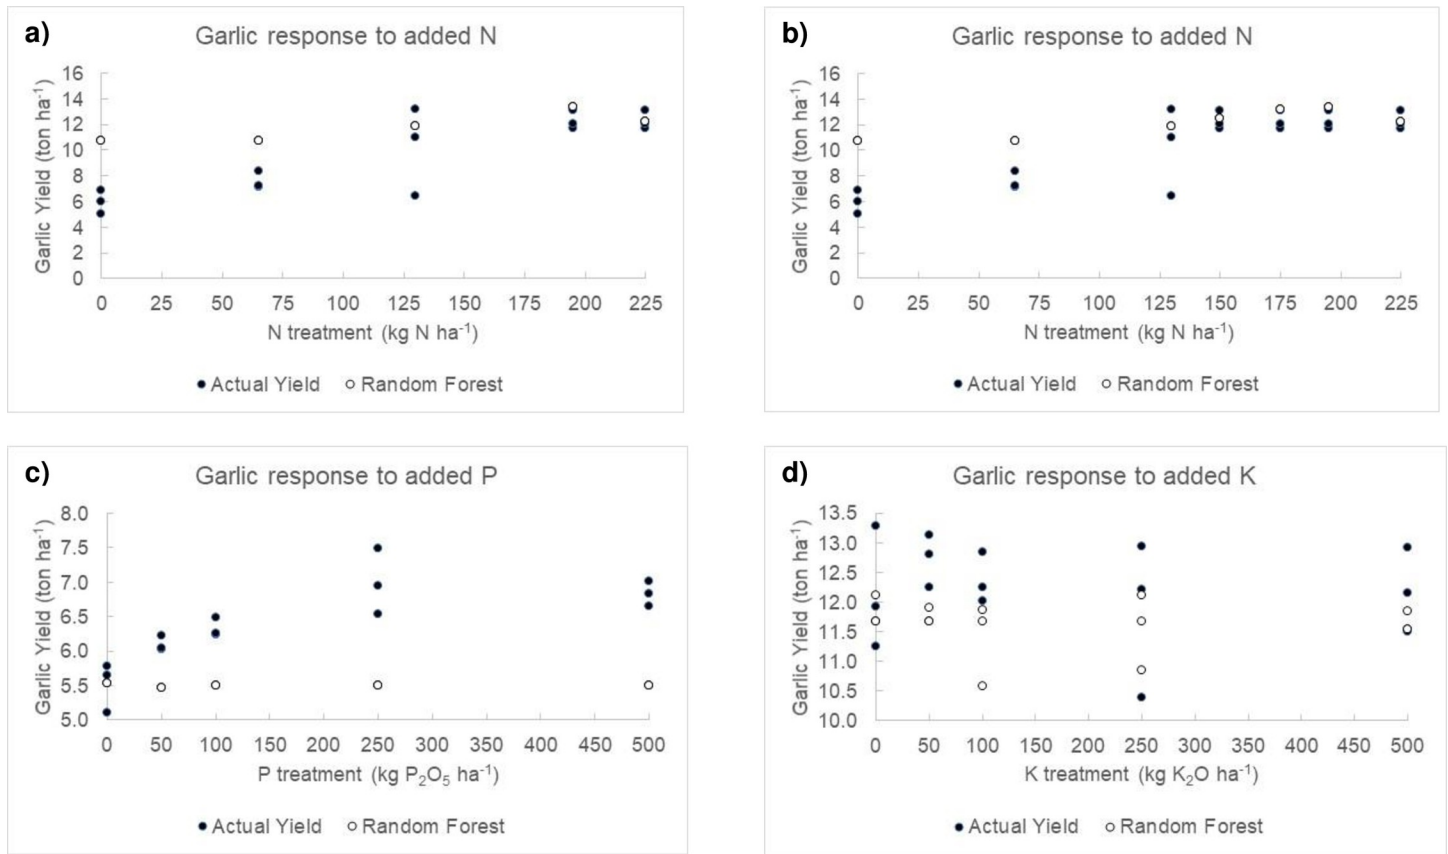 a)
Garlic response to added N
Garlic Yield (ton ha-1)
16
14
12
10
8
6
4
2
0
0 25 50 75 100 125 150 175 200 225
N treatment (kg N ha-1)
Actual Yield Random Forest
b)
Garlic response to added N
Garlic Yield (ton ha-1)
16
14
12
10
8
6
4
2
0
0 25 50 75 100 125 150 175 200 225
N treatment (kg N ha-1)
Actual Yield Random Forest
c)
Garlic response to added P
Garlic Yield (ton ha-1)
8.0
7.5
7.0
6.5
6.0
5.5
5.0
0 50 100 150 200 250 300 350 400 450 500
P treatment (kg P2O5 ha-1)
Actual Yield Random Forest
d)
Garlic response to added K
Garlic Yield (ton ha-1)
13.5
13.0
12.5
12.0
11.5
11.0
10.5
10.0
0 50 100 150 200 250 300 350 400 450 500
K treatment (kg K2O ha-1)
Actual Yield Random Forest